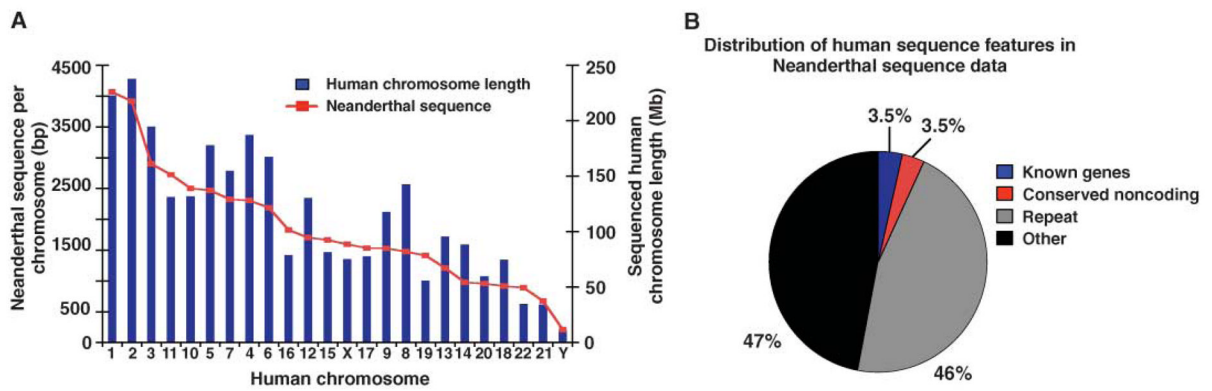 A
Neanderthal sequence per
chromosome (bp)
4500
3500
2500
1500
500
0
Human chromosome length
Neanderthal sequence
250
200
150
100
50
0
Sequenced human
chromosome length (Mb)
1 2 3 11 10 5 7 4 6 16 12 15 X 17 9 8 19 13 14 20 18 22 21 Y
Human chromosome
B
Distribution of human sequence features in
Neanderthal sequence data
3.5%
3.5%
Known genes
Conserved noncoding
Repeat
Other
47%
46%